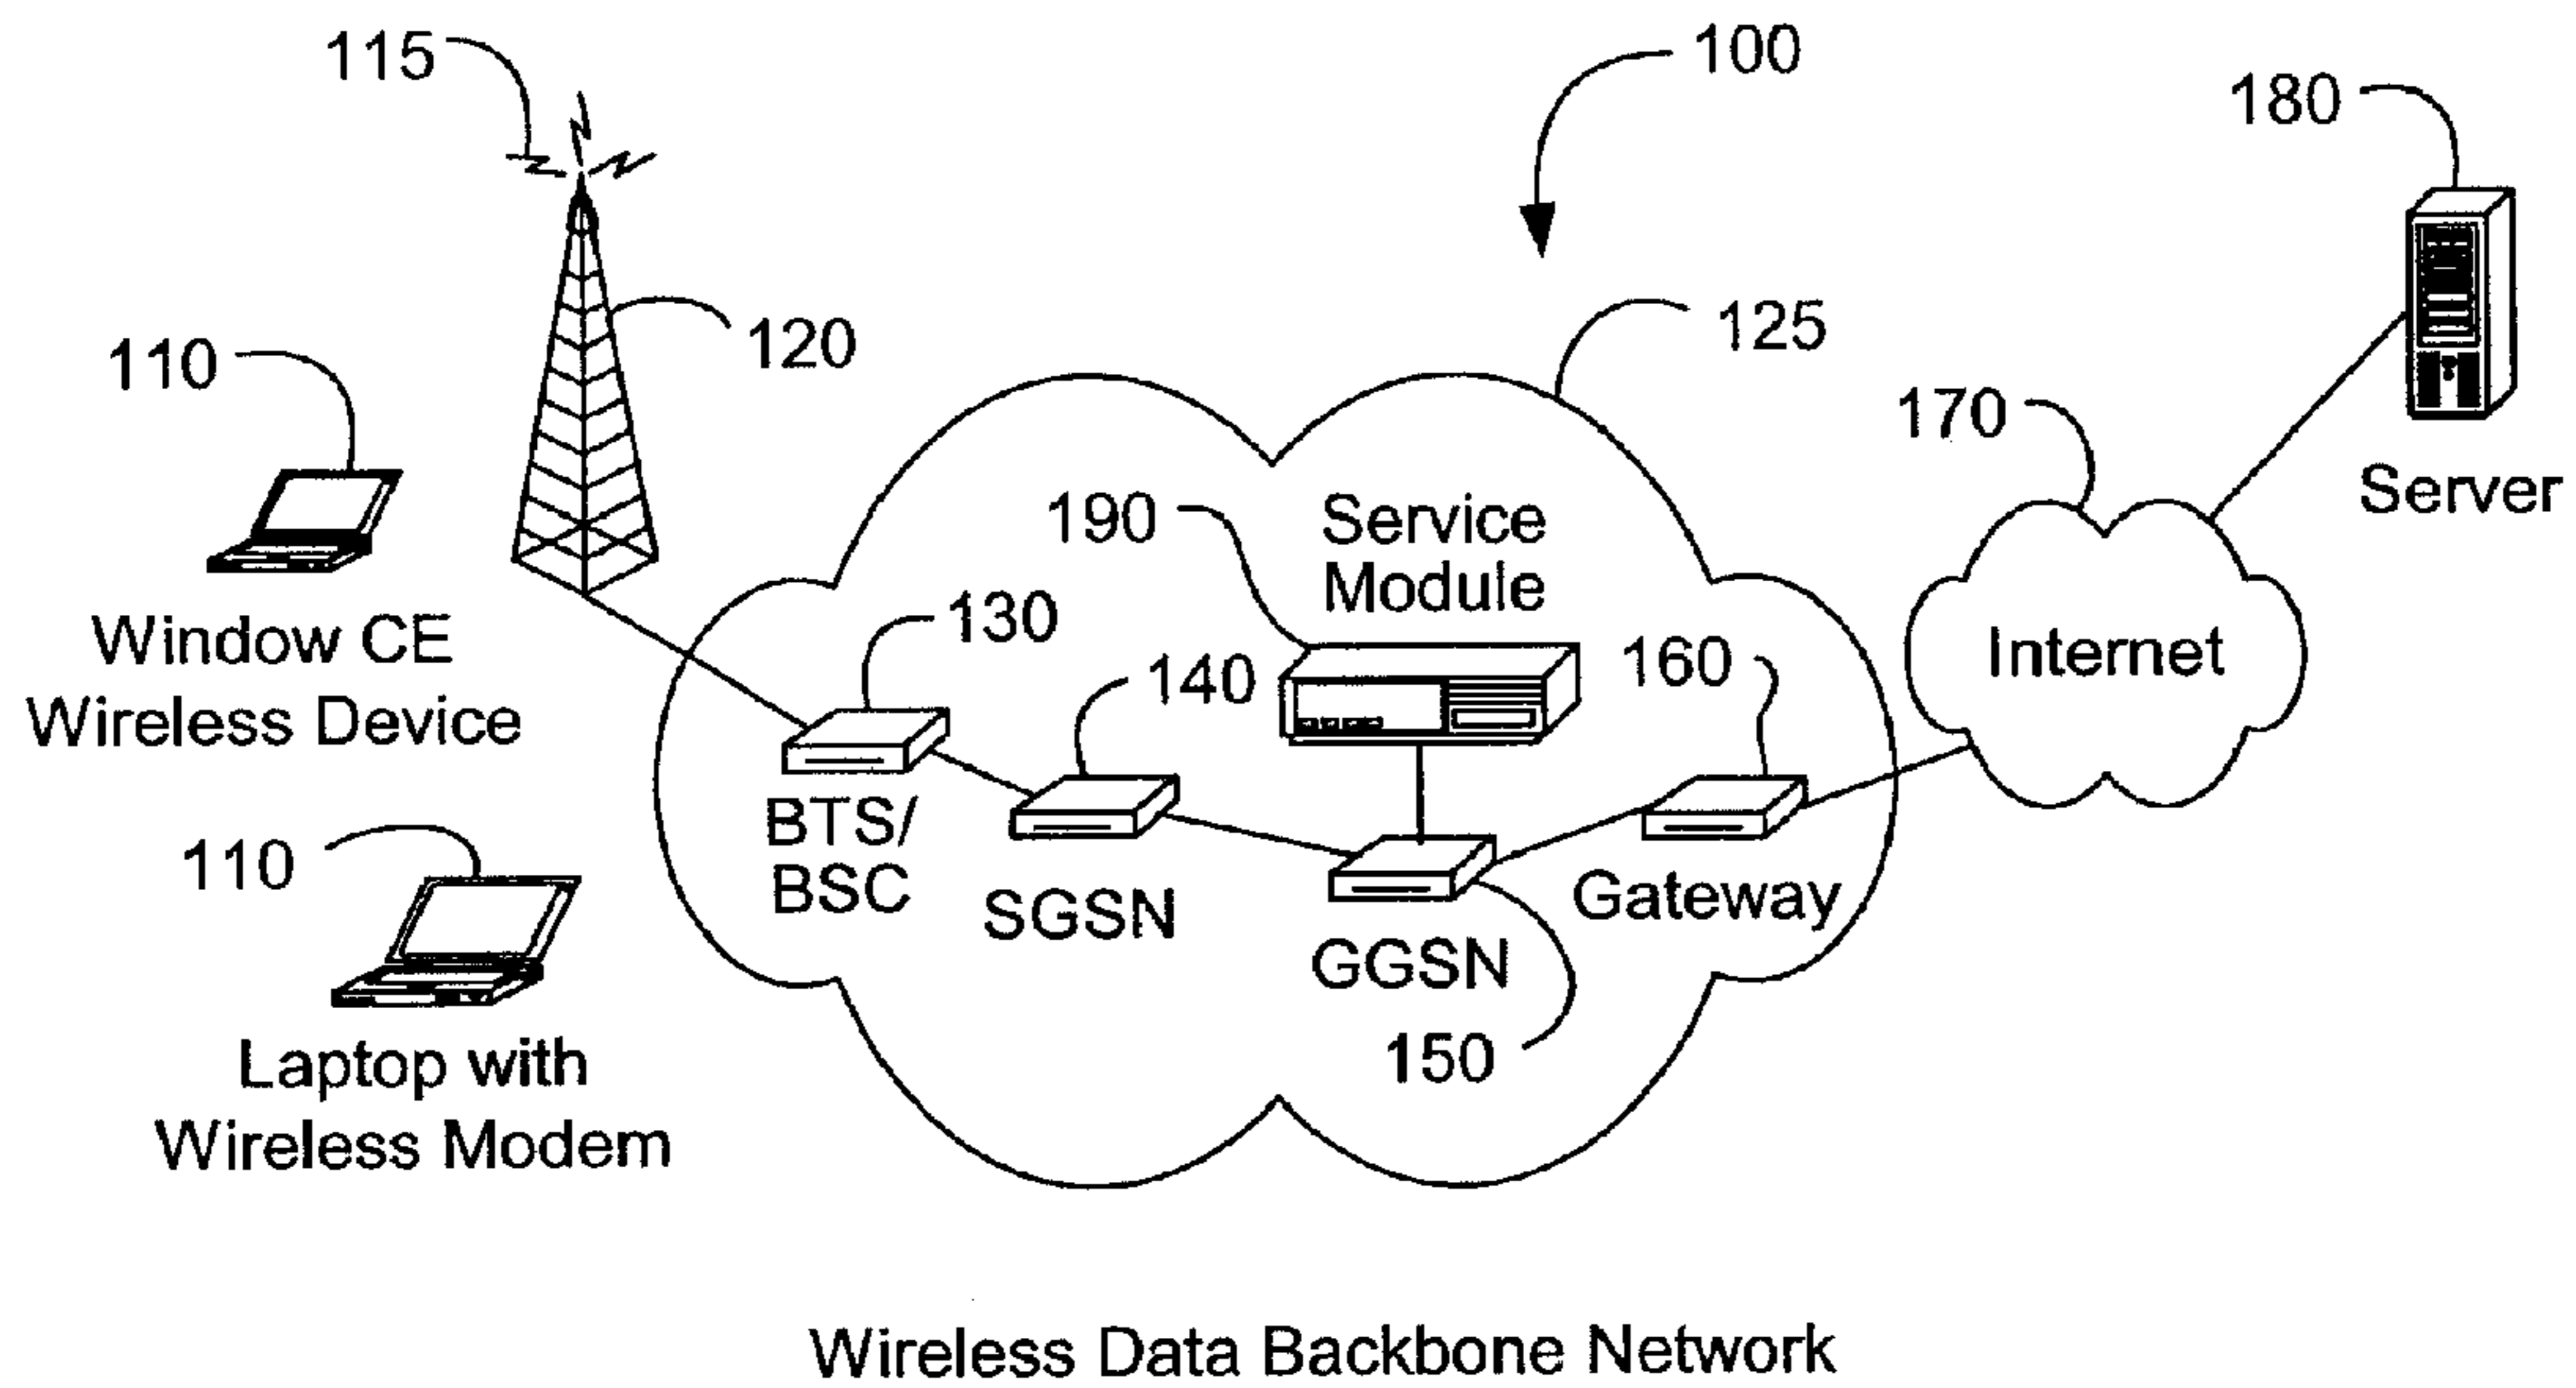 115
100
180
120
110
125
170
Server
190
Service
Module
130
Window CE
Wireless Device
140
160
Internet
BTS/
BSC
110
SGSN
Gateway
GGSN
150
Laptop with
Wireless Modem
Wireless Data Backbone Network